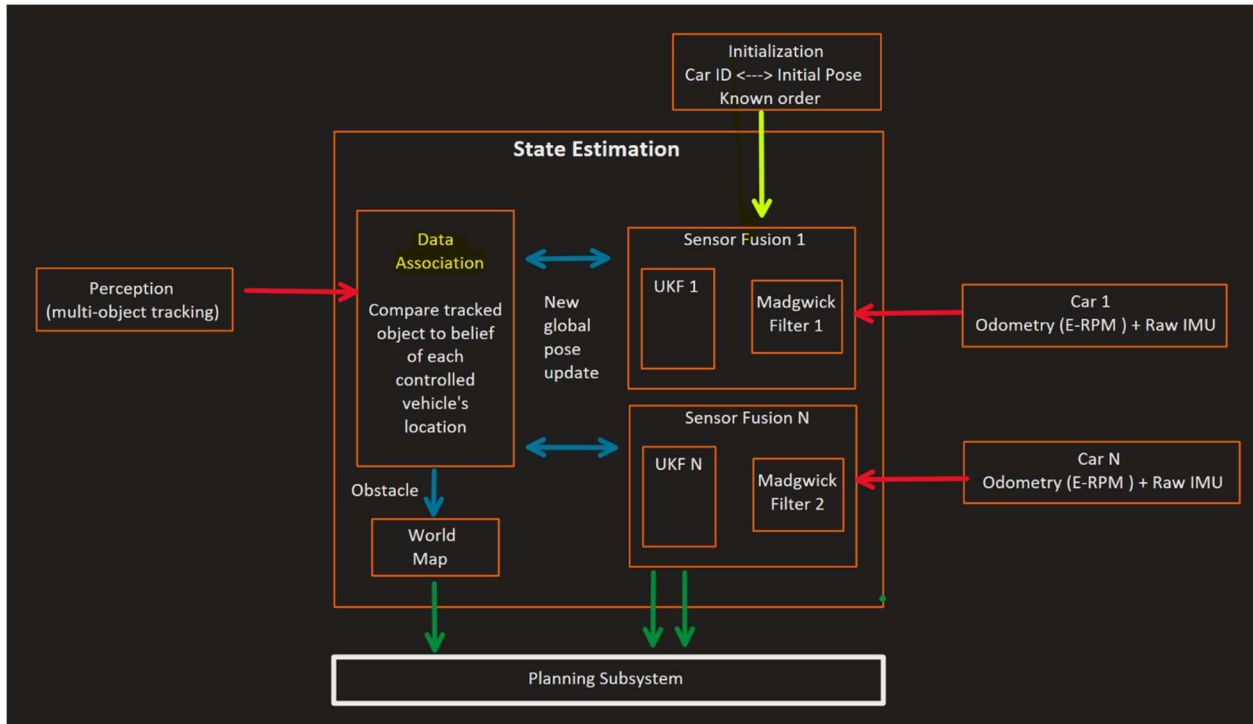 Initialization
Car ID <---> Initial Pose
Known order
State Estimation
Perception
(multi-object tracking)
Data
Association
Compare tracked
object to belief of
each
controlled
vehicle's
location
New
global
pose
update
Sensor Fusion 1
UKF 1
Madgwick
Filter 1
Car 1
Odometry (E-RPM ) + Raw IMU
Sensor Fusion N
UKF N
Madgwick
Filter 2
Car N
Odometry (E-RPM ) + Raw IMU
Obstacle
World
Map
Planning Subsystem